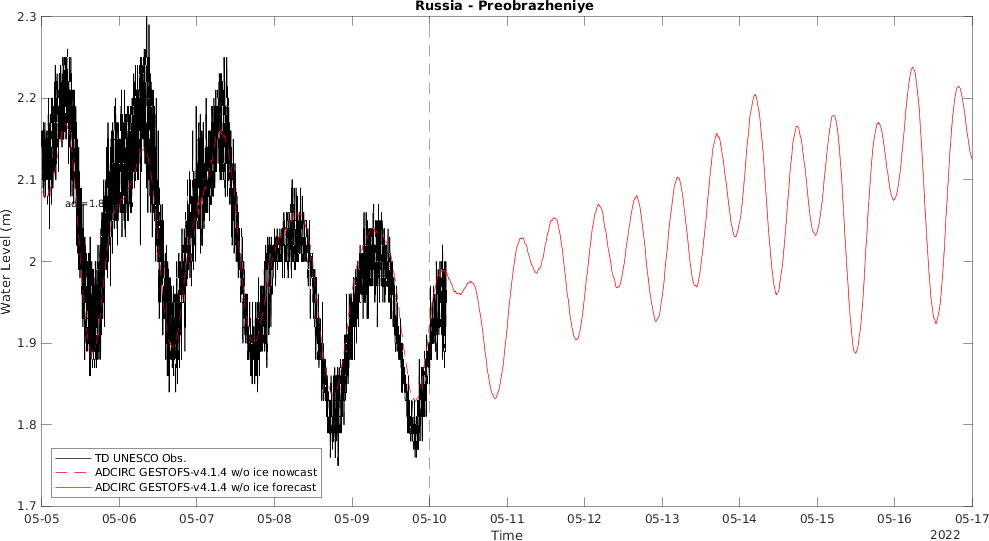 Russia - Preobrazheniye
Water Level (m)
2.3
2.2
2.1
2
1.9
1.8
1.7
TD UNESCO Obs.
ADCIRC GESTOFS-v4.1.4 w/o ice nowcast
ADCIRC GESTOFS-v4.1.4 w/o ice forecast
05-05 05-06 05-07 05-08 05-09 05-10 05-11 05-12 05-13 05-14 05-15 05-16 05-17
Time
2022